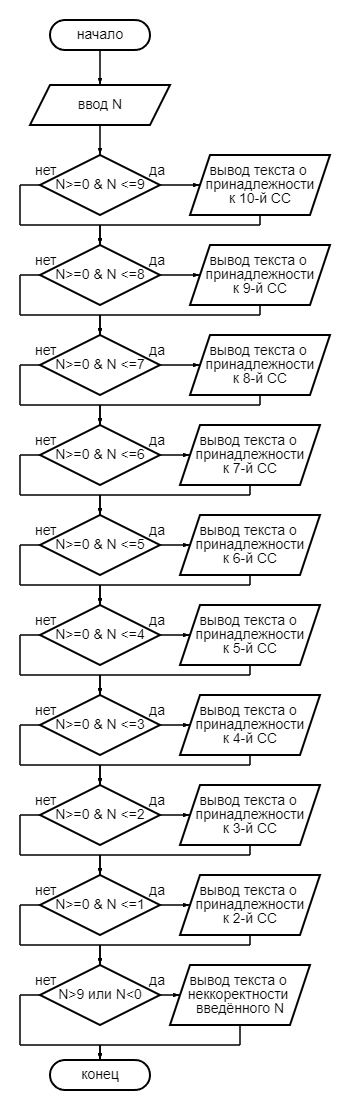 начало
ввод N
нет
да
N>=0 & N <=9
вывод текста о
принадлежности
к 10-й СС
нет
да
N>=0 & N <=8
вывод текста о
принадлежности
к 9-й СС
нет
да
N>=0 & N <=7
вывод текста о
принадлежности
к 8-й СС
нет
да
N>=0 & N <=6
вывод текста о
принадлежности
к 7-й СС
нет
да
N>=0 & N <=5
вывод текста о
принадлежности
к 6-й СС
нет
да
N>=0 & N <=4
вывод текста о
принадлежности
к 5-й СС
нет
да
N>=0 & N <=3
вывод текста о
принадлежности
к 4-й СС
нет
да
N>=0 & N <=2
вывод текста о
принадлежности
к 3-й СС
нет
да
N>=0 & N <=1
вывод текста о
принадлежности
к 2-й СС
нет
да
N>9 или N<0
вывод текста о
неккоректности
введённого N
конец